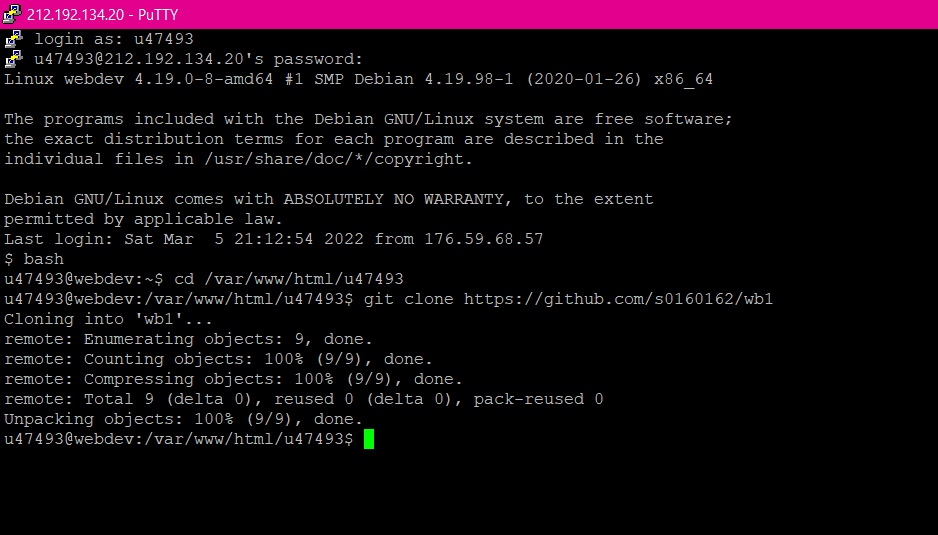 212.192.134.20 - PuTTY
login as: u47493
u47493@212.192.134.20's password:
Linux webdev 4.19.0-8-amd64 #1 SMP Debian 4.19.98-1 (2020-01-26) x86_64
The programs included with the Debian GNU/Linux system are free software;
the exact distribution terms for each program are described in the
individual files in /usr/share/doc/*/copyright.
Debian GNU/Linux comes with ABSOLUTELY NO WARRANTY, to the extent
permitted by applicable law.
Last login: Sat Mar  5 21:12:54 2022 from 176.59.68.57
$ bash
u47493@webdev:~$ cd /var/www/html/u47493
u47493@webdev:/var/www/html/u47493$ git clone https://github.com/s0160162/wb1
Cloning into 'wb1'...
remote: Enumerating objects: 9, done.
remote: Counting objects: 100% (9/9), done.
remote: Compressing objects: 100% (9/9), done.
remote: Total 9 (delta 0), reused 0 (delta 0), pack-reused 0
Unpacking objects: 100% (9/9), done.
u47493@webdev:/var/www/html/u47493$